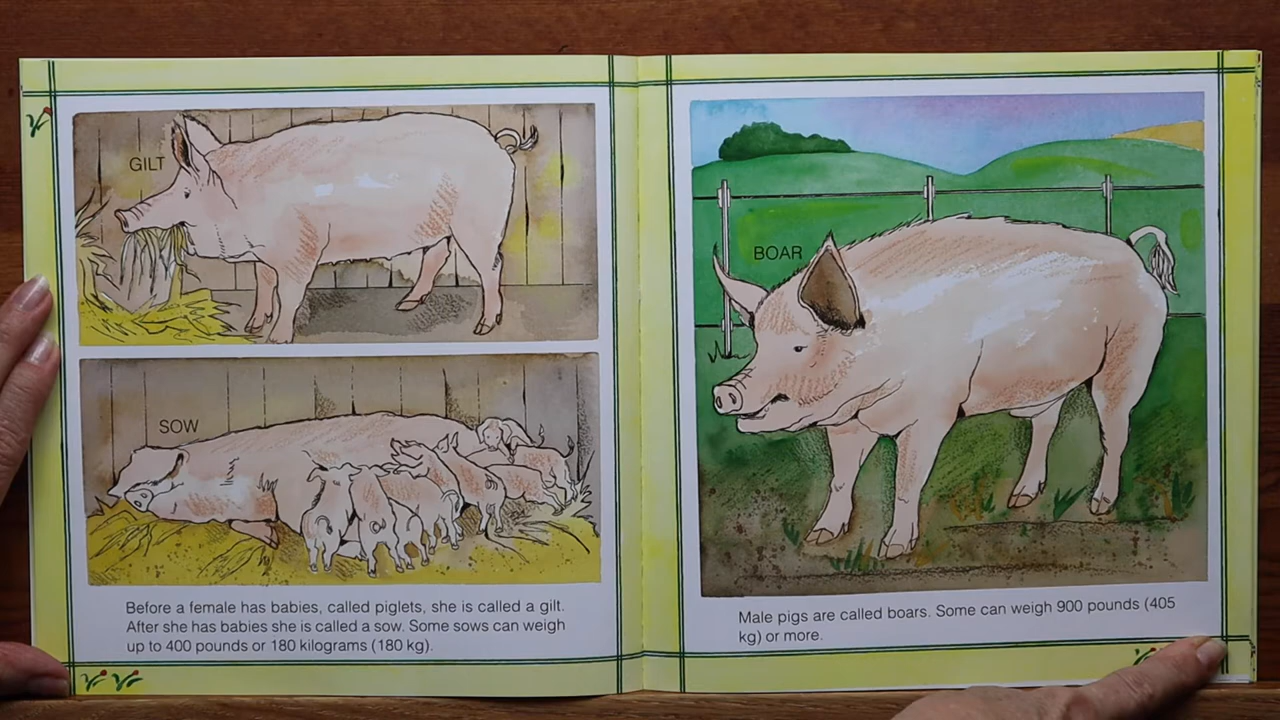 GILT
SOW
Before a female has babies, called piglets, she is called a gilt.
After she has babies she is called a sow. Some sows can weigh
up to 400 pounds or 180 kilograms (180 kg).
BOAR
Male pigs are called boars. Some can weigh 900 pounds (405
kg) or more.